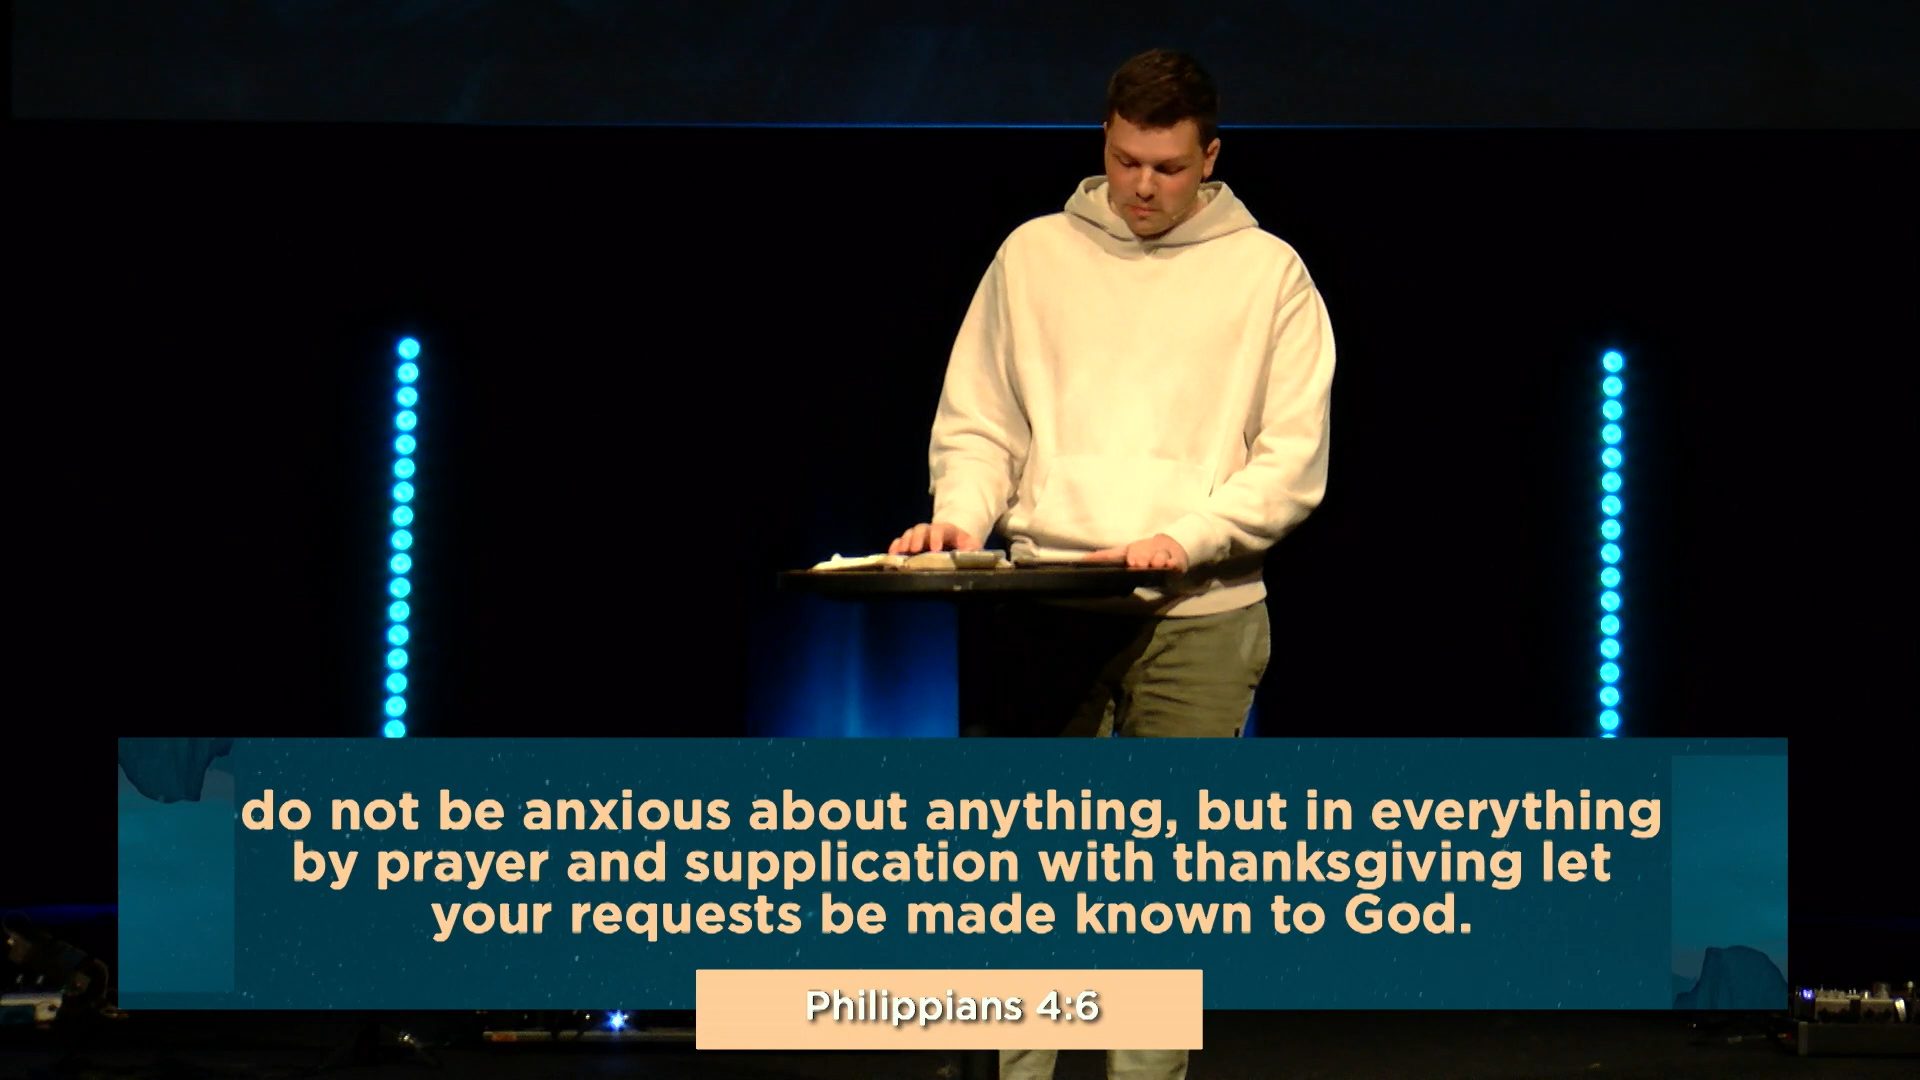 do not be anxious about anything, but in everything
by prayer and supplication with thanksgiving let
your requests be made known to God.
Philippians 4:6